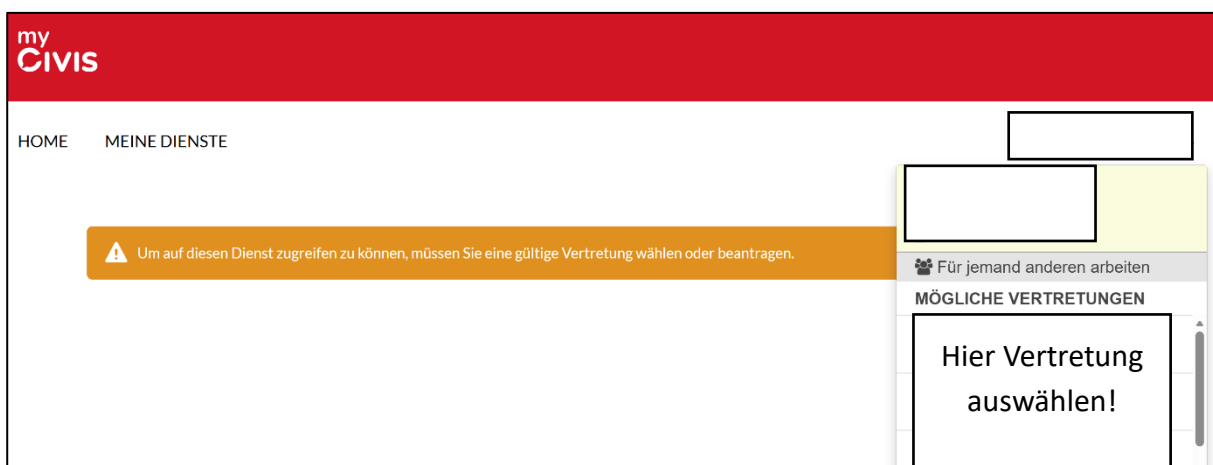 my
CIVIS
HOME MEINE DIENSTE
Um auf diesen Dienst zugreifen zu können, müssen Sie eine gültige Vertretung wählen oder beantragen.
Für jemand anderen arbeiten
MÖGLICHE VERTRETUNGEN
Hier Vertretung
auswählen!